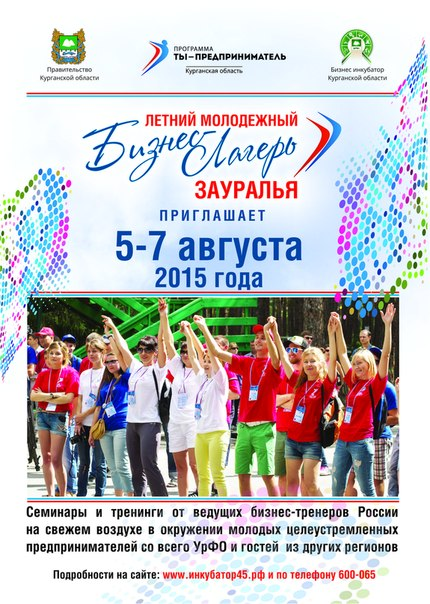 Правительство
Курганской области
ПРОГРАММА
ТЫ–ПРЕДПРИНИМАТЕЛЬ
Курганская область
Бизнес инкубатор
Курганской области
ЛЕТНИЙ МОЛОДЕЖНЫЙ
Бизнес-Лагерь
ЗАУРАЛЬЯ
ПРИГЛАШАЕТ
5-7 августа
2015 года
Семинары и тренинги от ведущих бизнес-тренеров России
на свежем воздухе в окружении молодых целеустремленных
предпринимателей со всего УрФО и гостей из других регионов
Подробности на сайте: www.инкубатор45.рф и по телефону 600-065